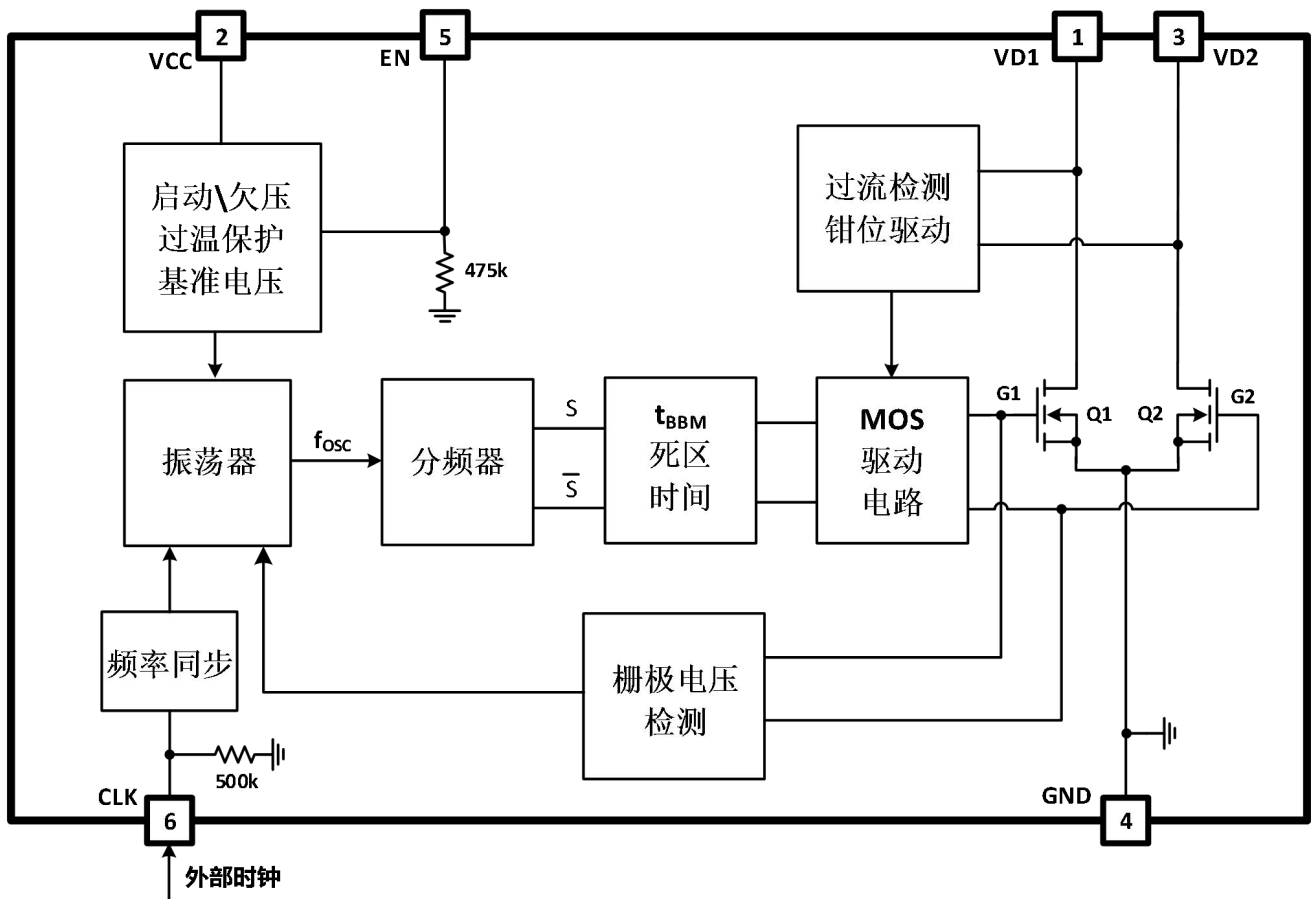 2
VCC
5
EN
1
VD1
3
VD2
启动\欠压
过温保护
基准电压
475k
过流检测
钳位驱动
振荡器
fOSC
分频器
S
S̅
tBBM
死区
时间
MOS
驱动
电路
G1
Q1
Q2
G2
频率同步
栅极电压
检测
500k
CLK
6
GND
4
外部时钟